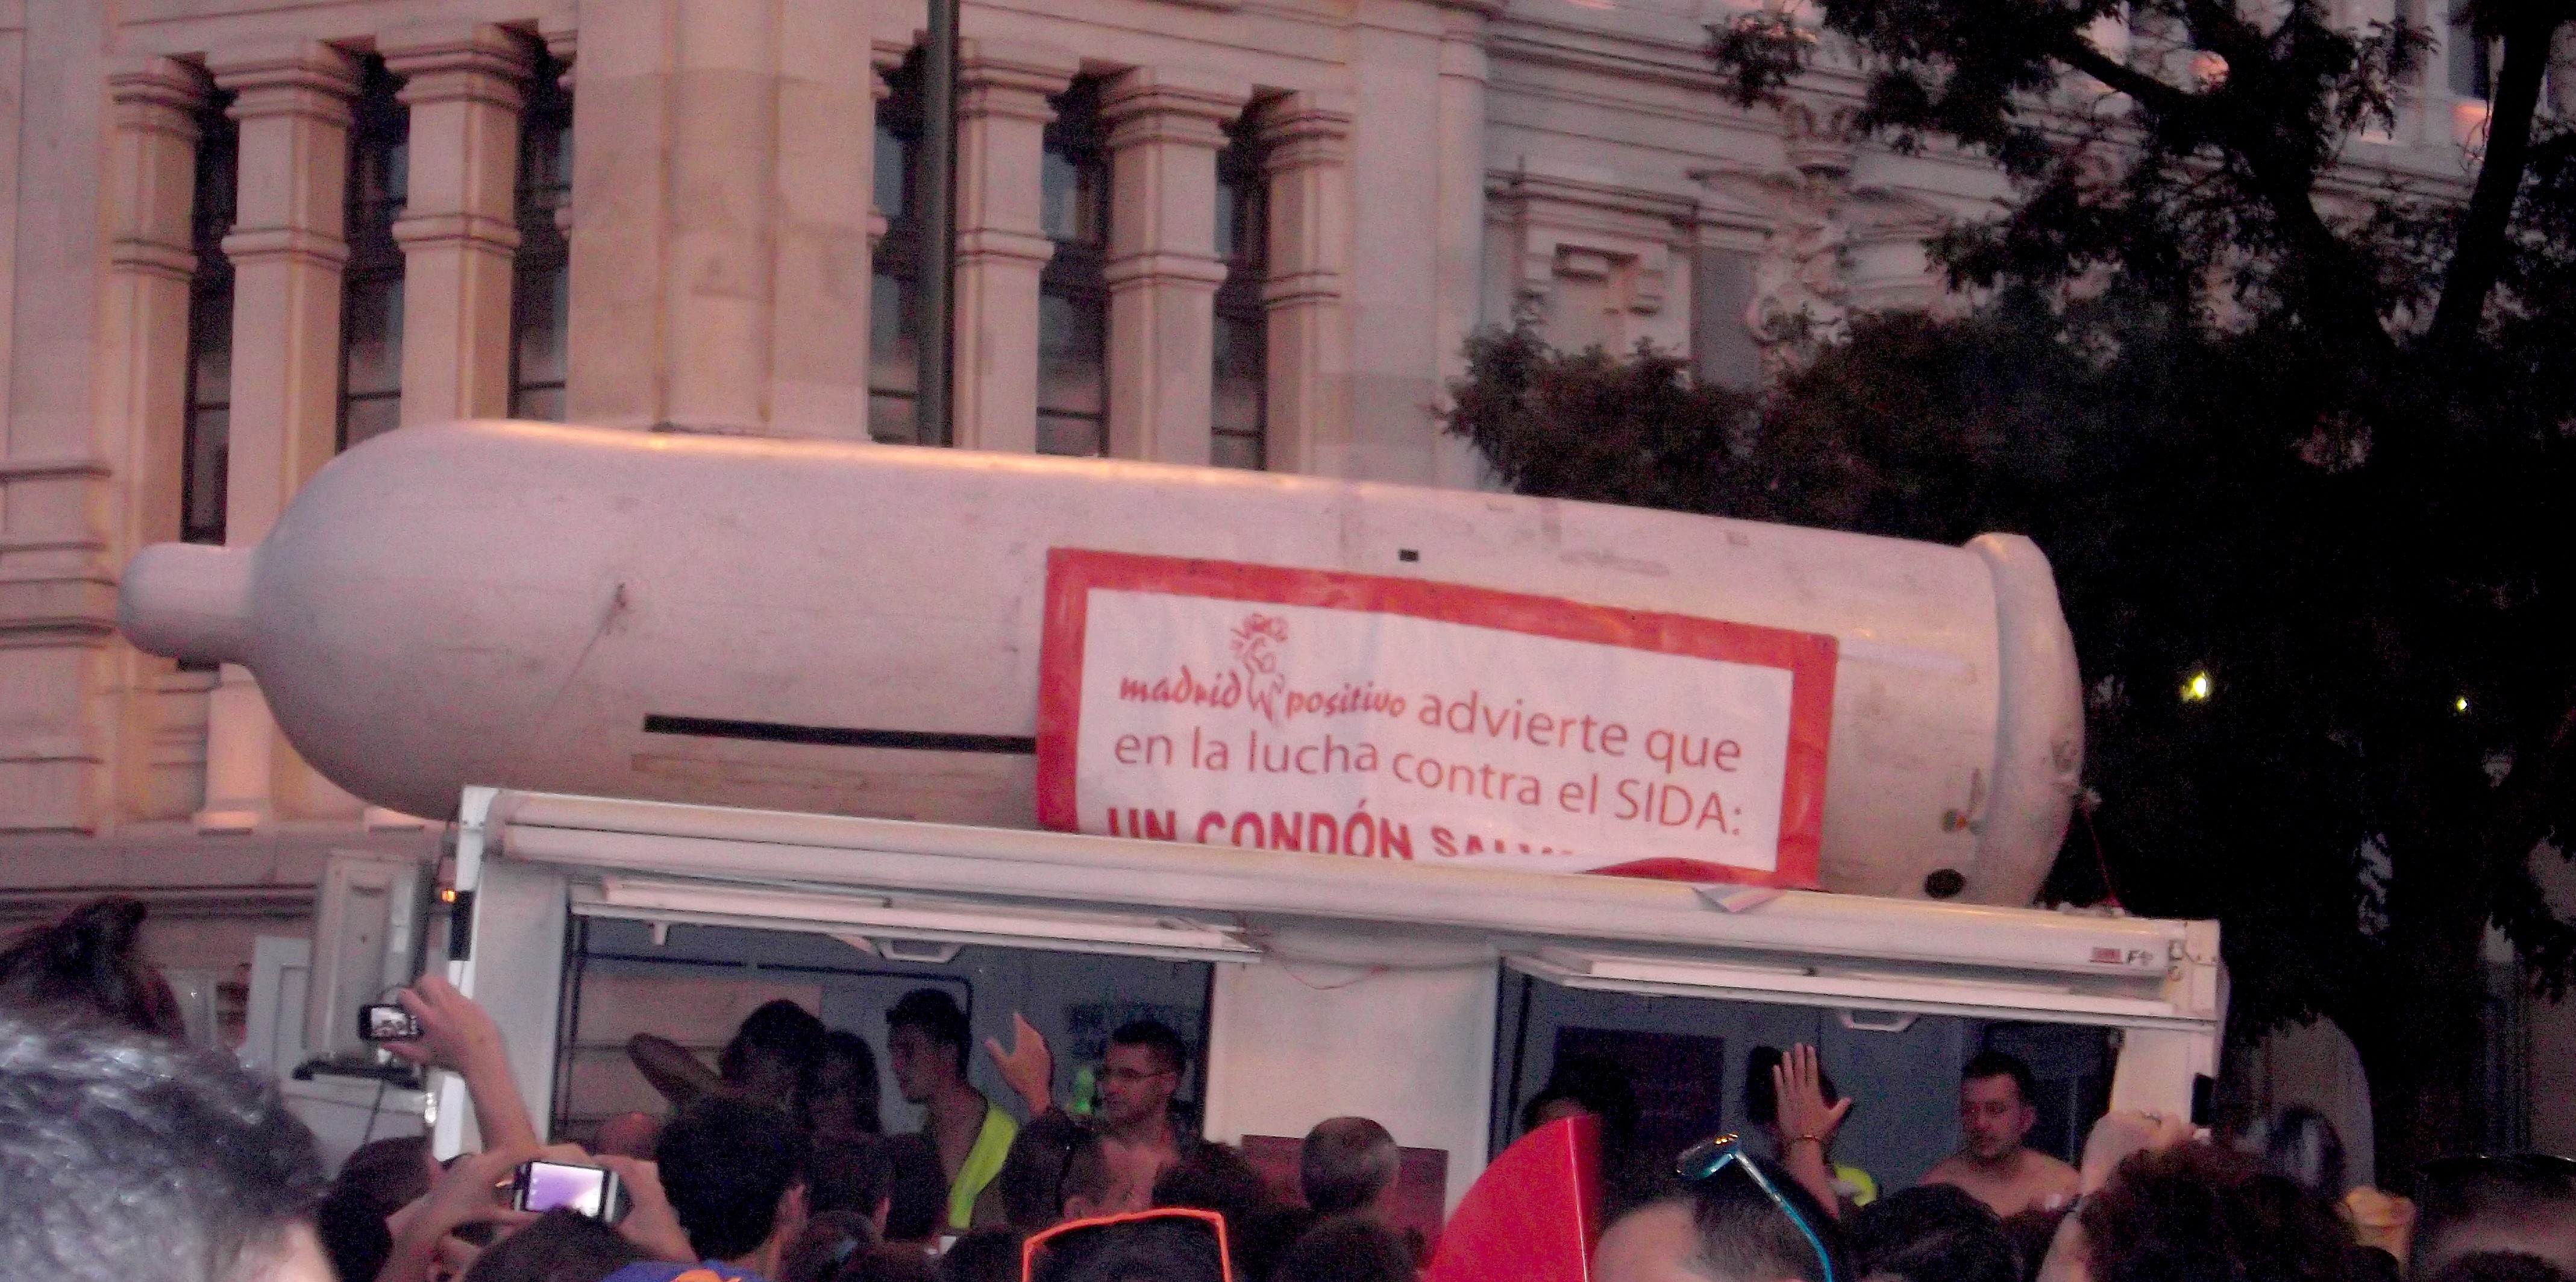 madrid positivo advierte que
en la lucha contra el SIDA:
UN CONDÓN